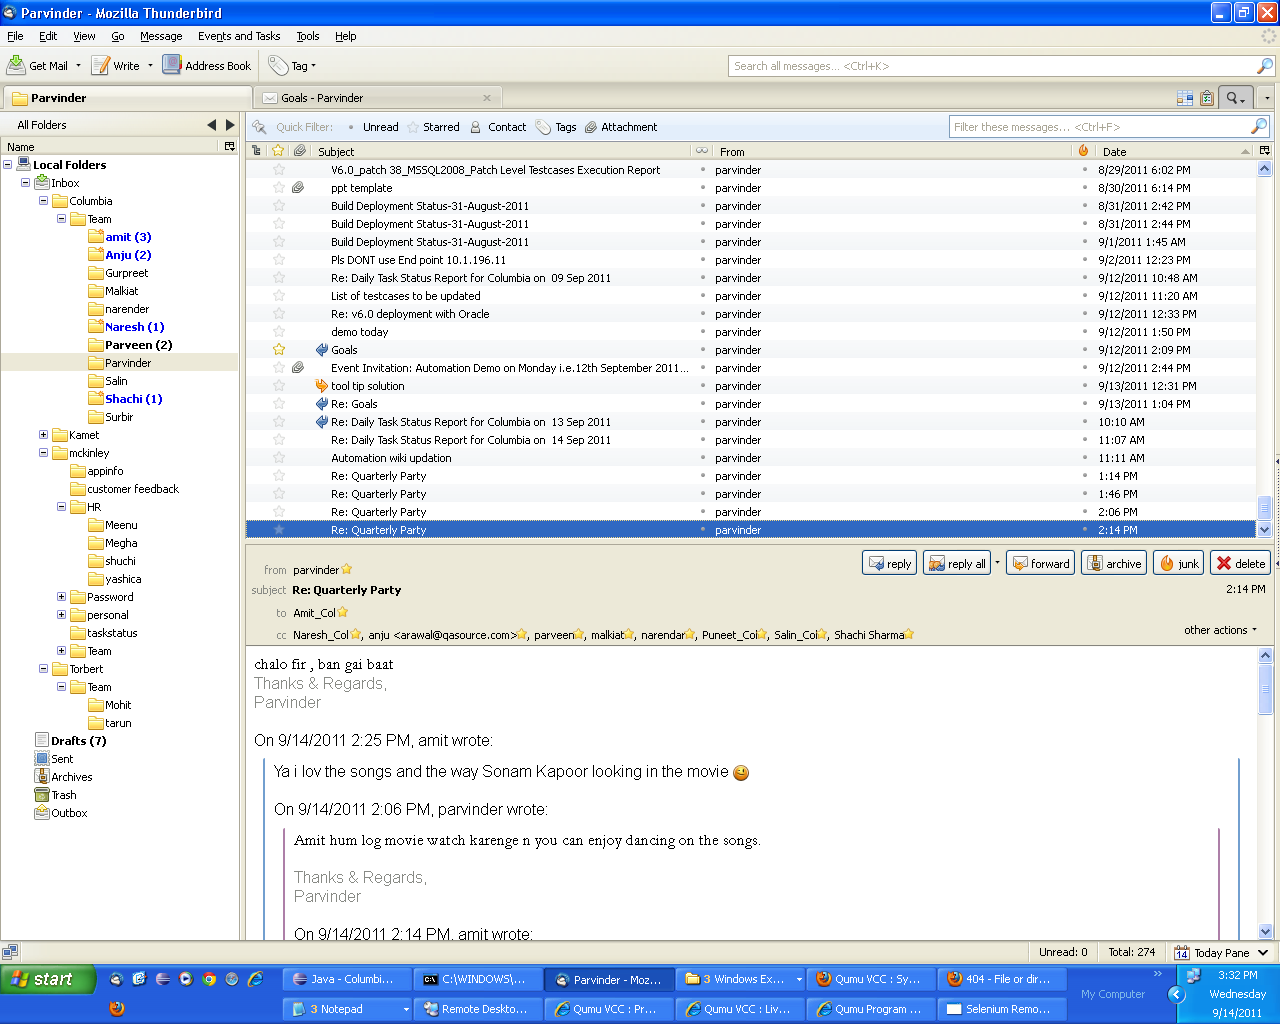 Parvinder - Mozilla Thunderbird
File Edit View Go Message Events and Tasks Tools Help
Get Mail Write Address Book Tag Search all messages... <Ctrl+K>
Parvinder Goals - Parvinder
All Folders
Quick Filter: Unread Starred Contact Tags Attachment Filter these messages... <Ctrl+F>
Name
Subject From Date
Local Folders
Inbox
Columbia
Team
amit (3)
Anju (2)
Gurpreet
Malkiat
narender
Naresh (1)
Parveen (2)
Parvinder
Salin
Shachi (1)
Surbir
Kamet
mckinley
appinfo
customer feedback
HR
Meenu
Megha
shuchi
yashica
Password
personal
taskstatus
Team
Torbert
Team
Mohit
tarun
Drafts (7)
Sent
Archives
Trash
Outbox
V6.0_patch 38_MSSQL2008_Patch Level Testcases Execution Report parvinder 8/29/2011 6:02 PM
ppt template parvinder 8/30/2011 6:14 PM
Build Deployment Status-31-August-2011 parvinder 8/31/2011 2:42 PM
Build Deployment Status-31-August-2011 parvinder 8/31/2011 2:44 PM
Build Deployment Status-31-August-2011 parvinder 9/1/2011 1:45 AM
Pls DONT use End point 10.1.196.11 parvinder 9/2/2011 12:23 PM
Re: Daily Task Status Report for Columbia on 09 Sep 2011 parvinder 9/12/2011 10:48 AM
List of testcases to be updated parvinder 9/12/2011 11:20 AM
Re: v6.0 deployment with Oracle parvinder 9/12/2011 12:33 PM
demo today parvinder 9/12/2011 1:50 PM
Goals parvinder 9/12/2011 2:09 PM
Event Invitation: Automation Demo on Monday i.e.12th September 2011... parvinder 9/12/2011 2:44 PM
tool tip solution parvinder 9/13/2011 12:31 PM
Re: Goals parvinder 9/13/2011 1:04 PM
Re: Daily Task Status Report for Columbia on 13 Sep 2011 parvinder 10:10 AM
Re: Daily Task Status Report for Columbia on 14 Sep 2011 parvinder 11:07 AM
Automation wiki updation parvinder 11:11 AM
Re: Quarterly Party parvinder 1:14 PM
Re: Quarterly Party parvinder 1:46 PM
Re: Quarterly Party parvinder 2:06 PM
Re: Quarterly Party parvinder 2:14 PM
from parvinder reply reply all forward archive junk delete
subject Re: Quarterly Party 2:14 PM
to Amit_Col
cc Naresh_Col, anju <arawal@qasource.com>, parveen, malkiat, narendar, Puneet_Col, Salin_Col, Shachi Sharma
other actions
chalo fir , ban gai baat
Thanks & Regards,
Parvinder
On 9/14/2011 2:25 PM, amit wrote:
Ya i lov the songs and the way Sonam Kapoor looking in the movie
On 9/14/2011 2:06 PM, parvinder wrote:
Amit hum log movie watch karenge n you can enjoy dancing on the songs.
Thanks & Regards,
Parvinder
On 9/14/2011 2:14 PM, amit wrote:
Unread: 0 Total: 274 14 Today Pane
start Java - Columbi... C:\WINDOWS\... Parvinder - Moz... 3 Windows Ex... Qumu VCC : Sy... 404 - File or dir... 3:32 PM
My Computer Wednesday
3 Notepad Remote Deskto... Qumu VCC : Pr... Qumu VCC : Liv... Qumu Program ... Selenium Remo... 9/14/2011